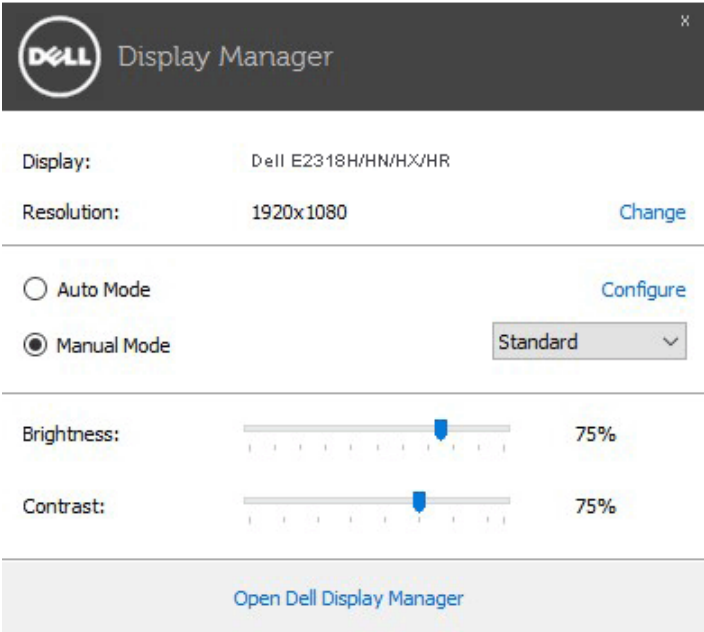 DELL Display Manager x
Display: Dell E2318H/HN/HX/HR
Resolution: 1920x1080 Change
Auto Mode Configure
Manual Mode Standard
Brightness: 75%
Contrast: 75%
Open Dell Display Manager